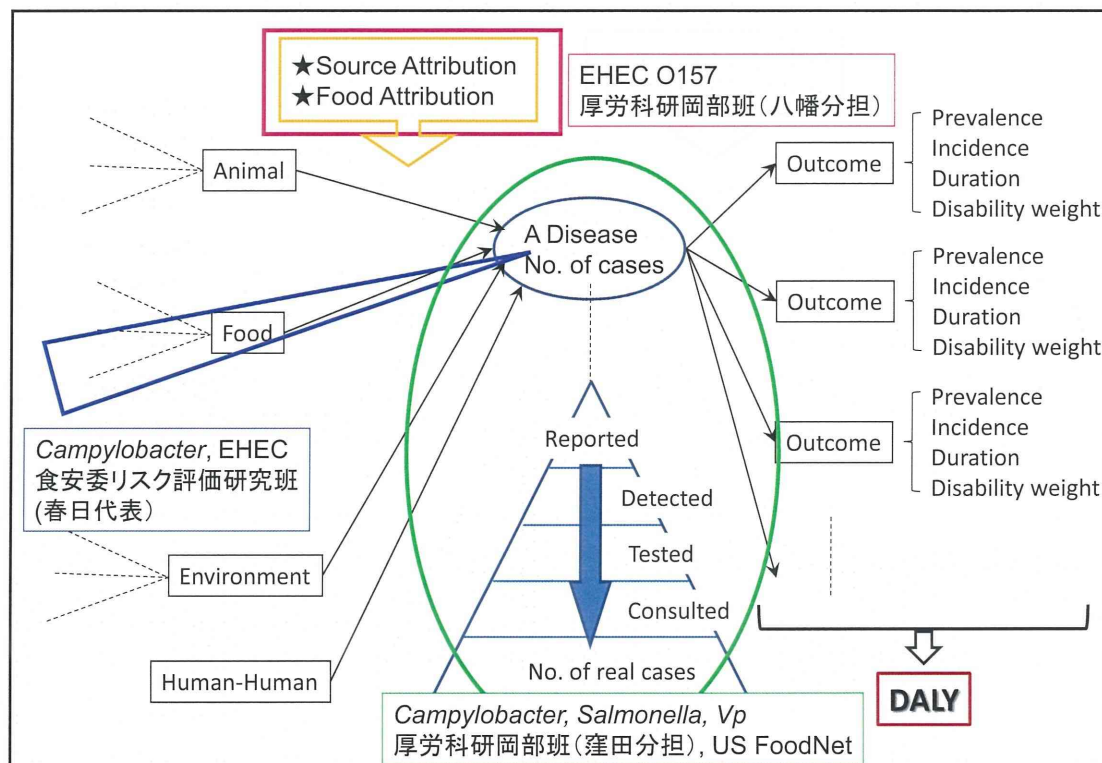 ★Source Attribution
★Food Attribution
EHEC O157
厚労科研岡部班(八幡分担)
Animal
Food
Campylobacter, EHEC
食安委リスク評価研究班
(春日代表)
Environment
Human-Human
A Disease
No. of cases
Reported
Detected
Tested
Consulted
No. of real cases
Campylobacter, Salmonella, Vp
厚労科研岡部班(窪田分担), US FoodNet
Outcome
Prevalence
Incidence
Duration
Disability weight
Outcome
Prevalence
Incidence
Duration
Disability weight
Outcome
Prevalence
Incidence
Duration
Disability weight
DALY